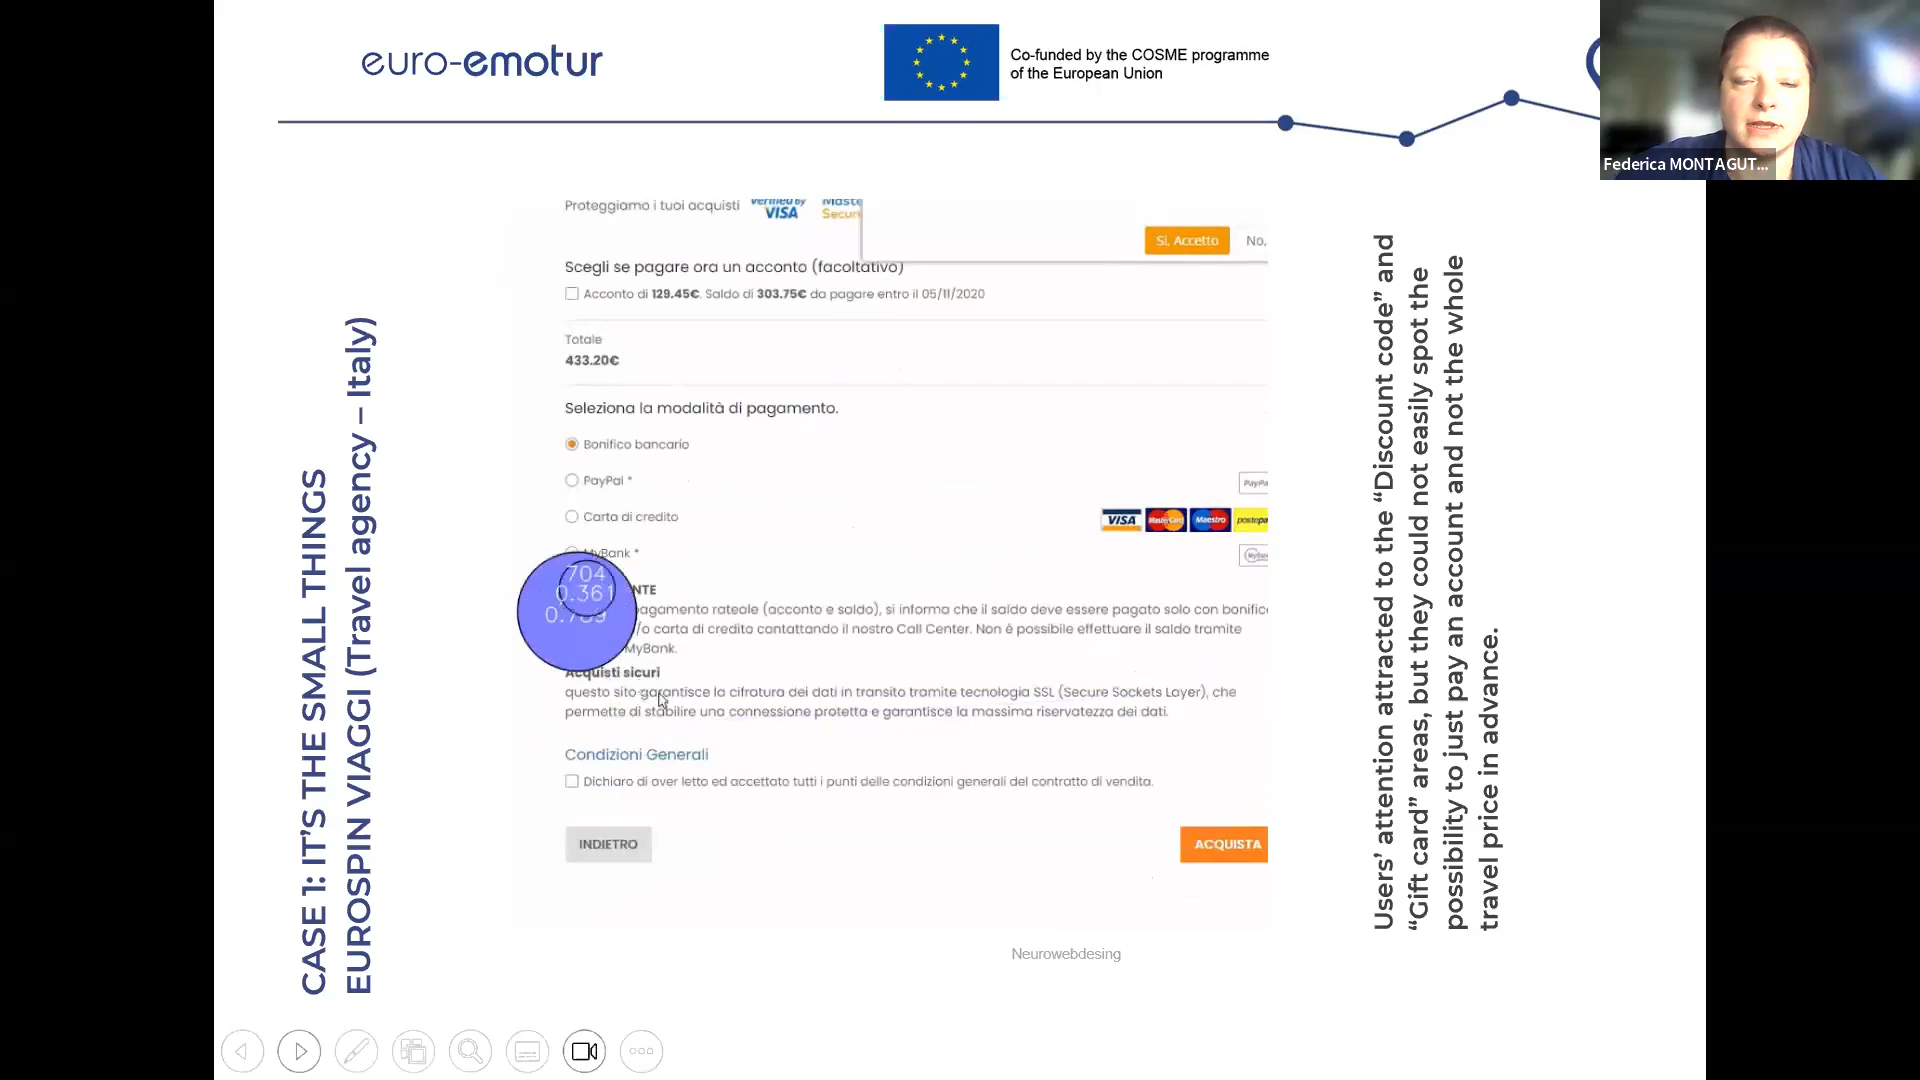 euro-emotur
Co-funded by the COSME programme
of the European Union
Federica MONTAGUT...
CASE 1: IT'S THE SMALL THINGS
EUROSPIN VIAGGI (Travel agency – Italy)
Proteggiamo i tuoi acquisti
Verified by
VISA
Si, Accetto
No,
Scegli se pagare ora un acconto (facoltativo)
Acconto di 129.45€. Saldo di 303.75€ da pagare entro il 05/11/2020
Totale
433.20€
Seleziona la modalità di pagamento.
Bonifico bancario
PayPal *
Carta di credito
VISA MasterCard Maestro postepa
MyBank *
704
0.361
NTE
agamento rateole (acconto e saldo), si informa che il saldo deve essere pagato solo con bonifico
/o carta di credito contattando il nostro Call Center. Non è possibile effettuare il saldo tramite
MyBank.
Acquisti sicuri
questo sito garantisce la cifratura dei dati in transito tramite tecnologia SSL (Secure Sockets Layer), che
permette di stabilire una connessione protetta e garantisce la massima riservatezza dei dati.
Condizioni Generali
Dichiaro di aver letto ed accettato tutti i punti delle condizioni generali del contratto di vendita.
INDIETRO
ACQUISTA
Users' attention attracted to the “Discount code” and
“Gift card” areas, but they could not easily spot the
possibility to just pay an account and not the whole
travel price in advance.
Neurowebdesing